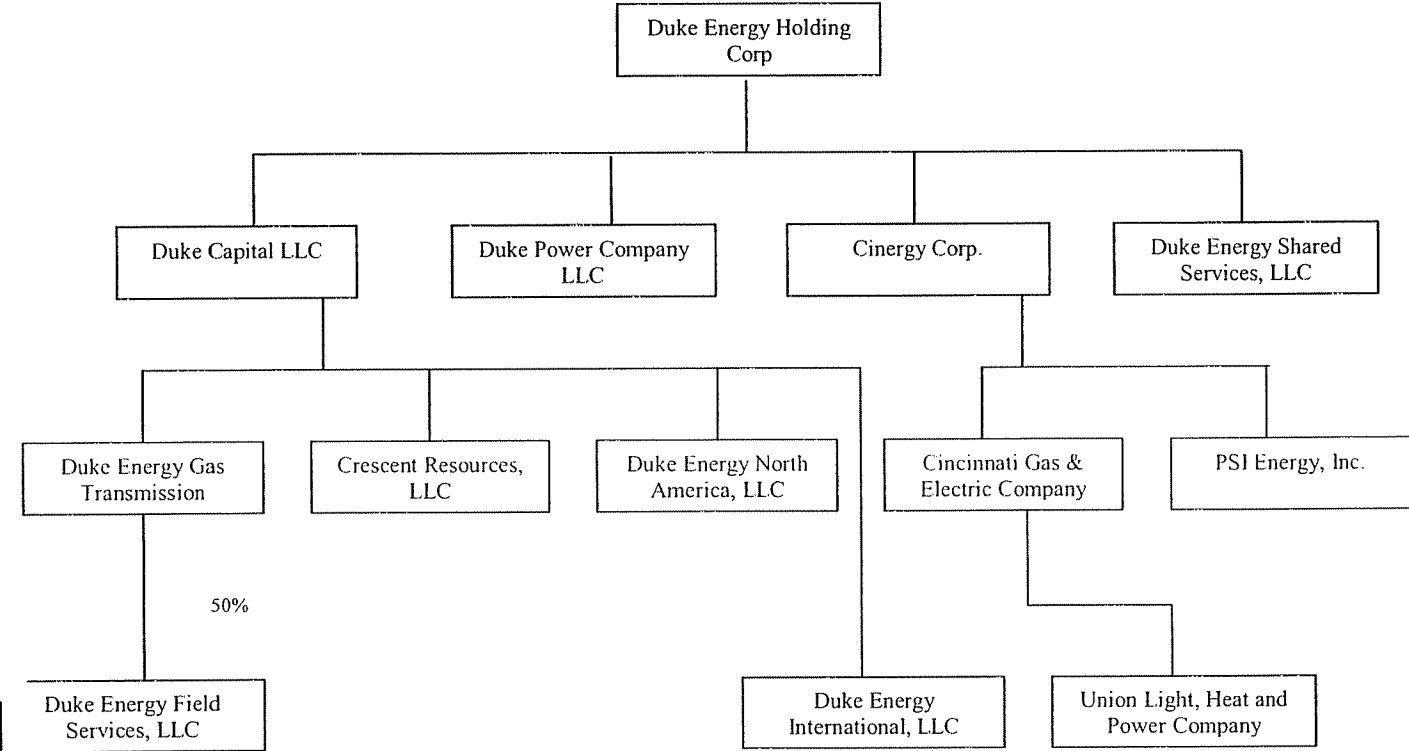 Duke Energy Holding
Corp
Duke Capital LLC
Duke Power Company
LLC
Cinergy Corp.
Duke Energy Shared
Services, LLC
Duke Energy Gas
Transmission
Crescent Resources,
LLC
Duke Energy North
America, LLC
Cincinnati Gas &
Electric Company
PSI Energy, Inc.
50%
Duke Energy Field
Services, LLC
Duke Energy
International, LLC
Union Light, Heat and
Power Company